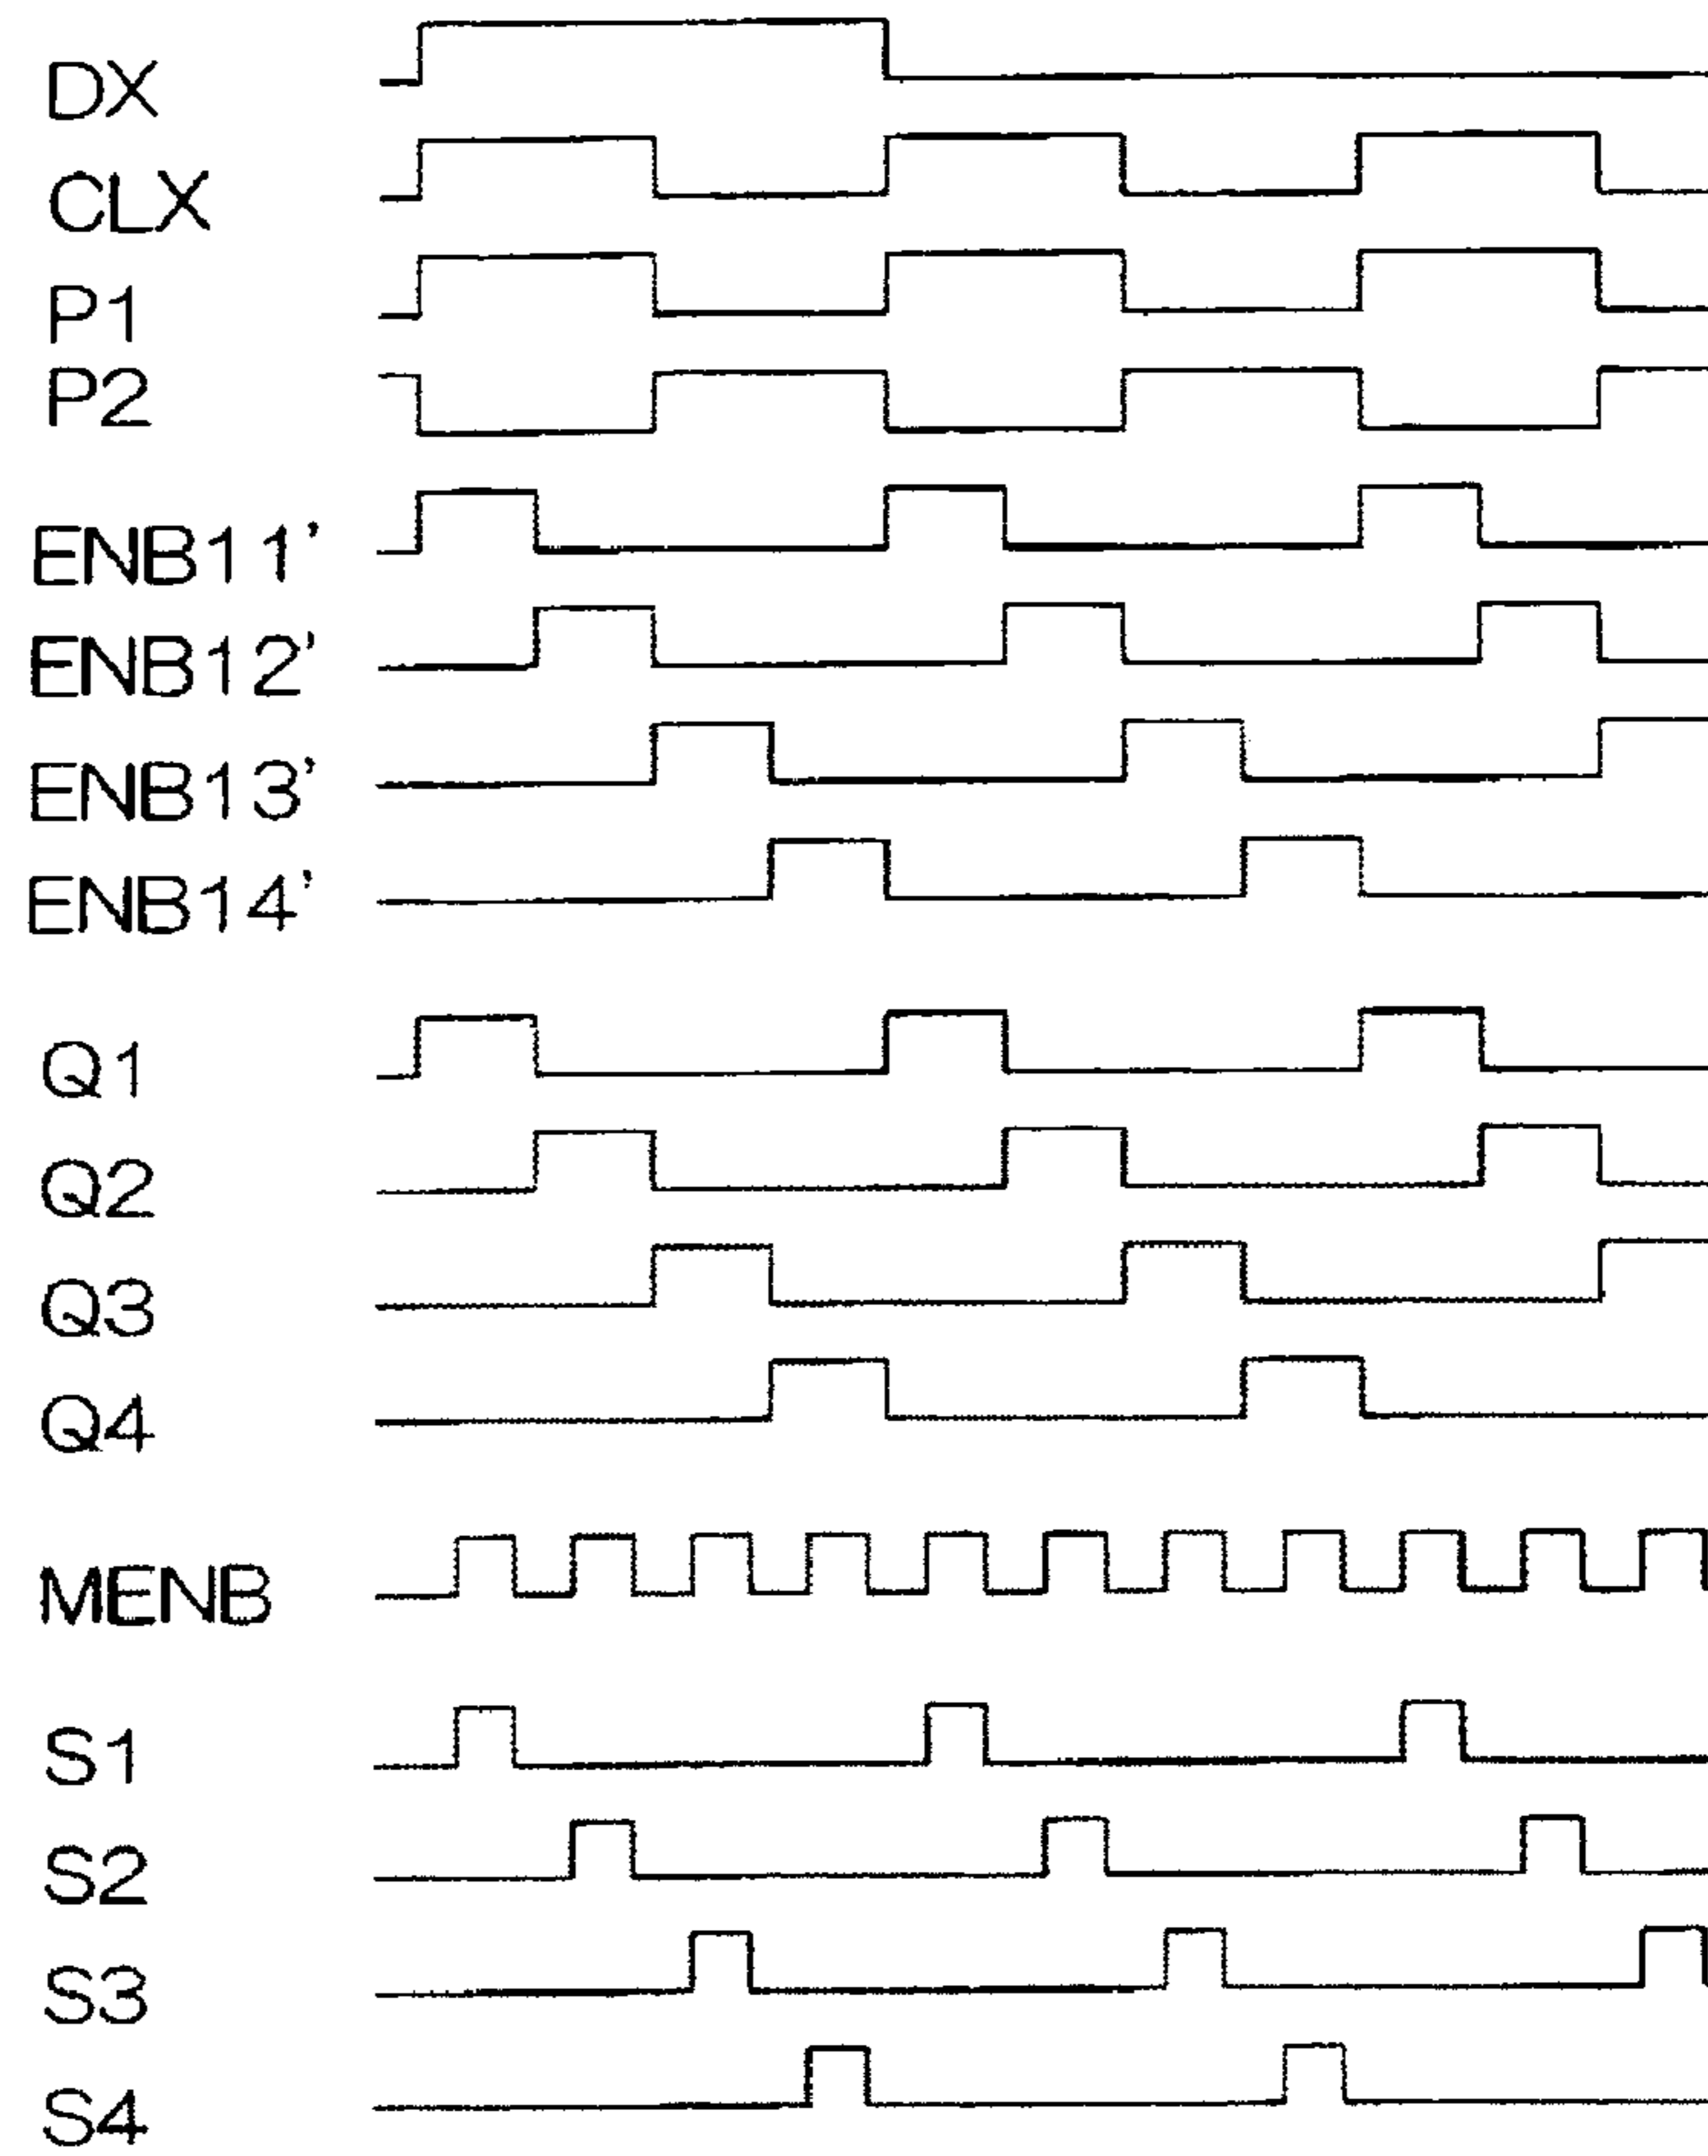 DX
CLX
P1
P2
ENB11'
ENB12'
ENB13'
ENB14'
Q1
Q2
Q3
Q4
MENB
S1
S2
S3
S4